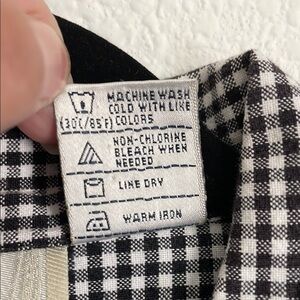 MACHINE WASH
COLD WITH LIKE
(30°C/85°F) COLORS
NON-CHLORINE
BLEACH WHEN
NEEDED
LINE DRY
WARM IRON